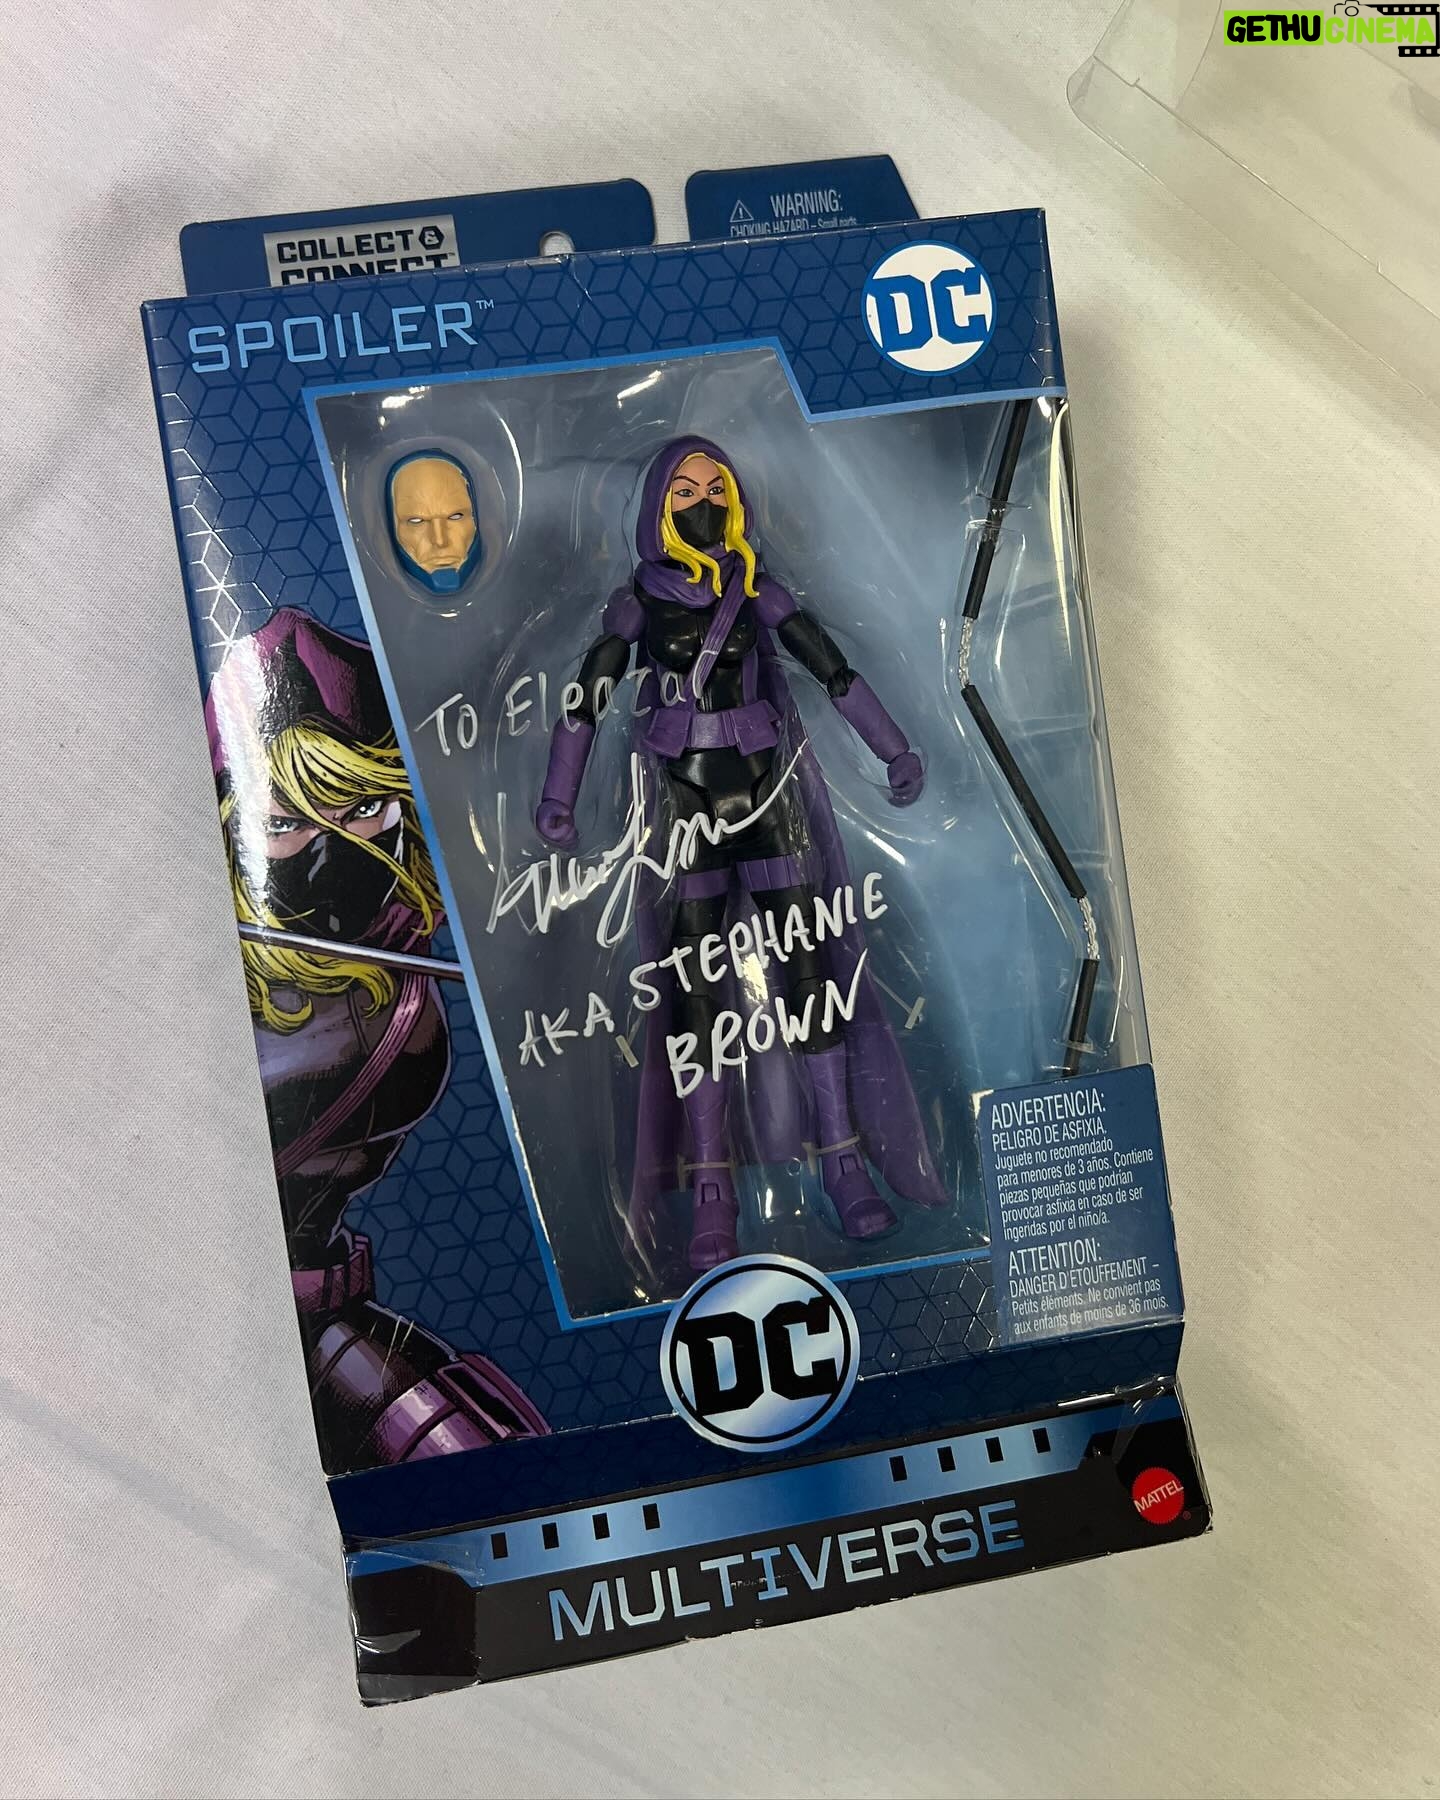 GETHU CINEMA
WARNING:
CHOKING HAZARD – Small parts
COLLECT &
CONNECT™
SPOILER™
DC
TO Eleazar
AKA STEPHANIE
BROWN
ADVERTENCIA:
PELIGRO DE ASFIXIA.
Juguete no recomendado
para menores de 3 años. Contiene
piezas pequeñas que podrían
provocar asfixia en caso de ser
ingeridas por el niño/a.
ATTENTION:
DANGER D'ETOUFFEMENT –
Petits éléments. Ne convient pas
aux enfants de moins de 36 mois.
DC
MATTEL
®
MULTIVERSE